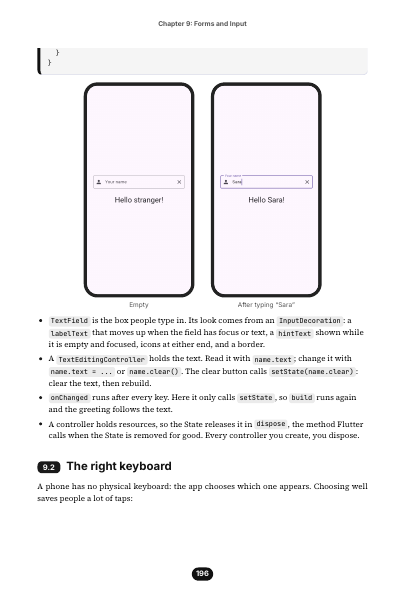 Chapter 9: Forms and Input
}
}
Your name
Hello stranger!
Your name
Sara
Hello Sara!
Empty
After typing "Sara"
• TextField is the box people type in. Its look comes from an InputDecoration: a
labelText that moves up when the field has focus or text, a hintText shown while
it is empty and focused, icons at either end, and a border.
• A TextEditingController holds the text. Read it with name.text; change it with
name.text = ... or name.clear(). The clear button calls setState(name.clear):
clear the text, then rebuild.
• onChanged runs after every key. Here it only calls setState, so build runs again
and the greeting follows the text.
• A controller holds resources, so the State releases it in dispose, the method Flutter
calls when the State is removed for good. Every controller you create, you dispose.
9.2 The right keyboard
A phone has no physical keyboard: the app chooses which one appears. Choosing well
saves people a lot of taps:
196